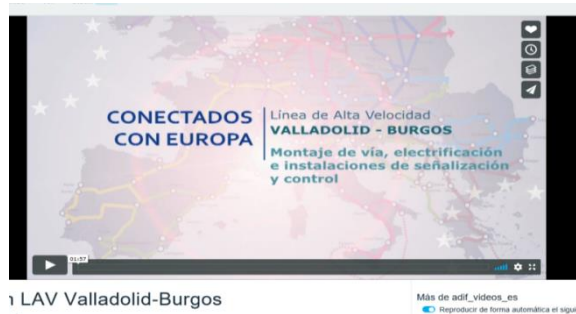 CONECTADOS
CON EUROPA
Línea de Alta Velocidad
VALLADOLID - BURGOS
Montaje de vía, electrificación
e instalaciones de señalización
y control
01:57
LAV Valladolid-Burgos
Más de adif_videos_es
Reproducir de forma automática el